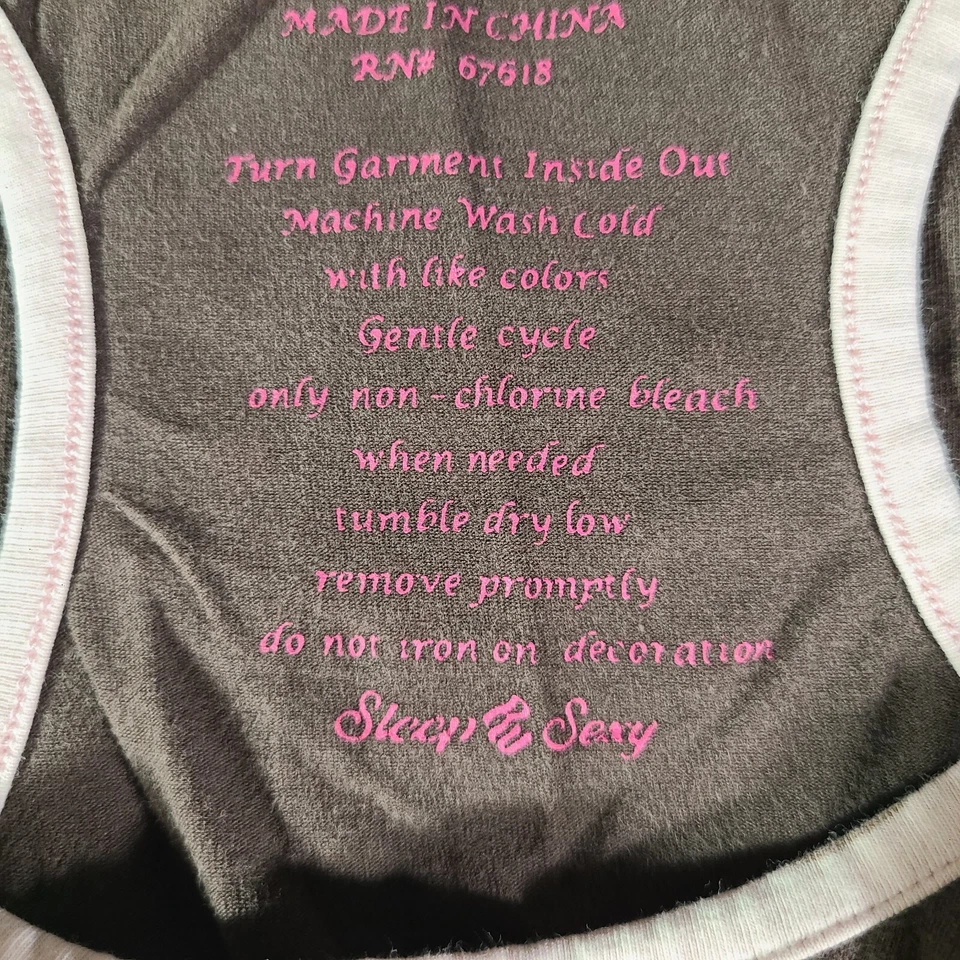 MADE IN CHINA
RN# 67618
Turn Garment Inside Out
Machine Wash Cold
with like colors
Gentle cycle
only non-chlorine bleach
when needed
tumble dry low
remove promptly
do not iron on decoration
Sleep Sexy